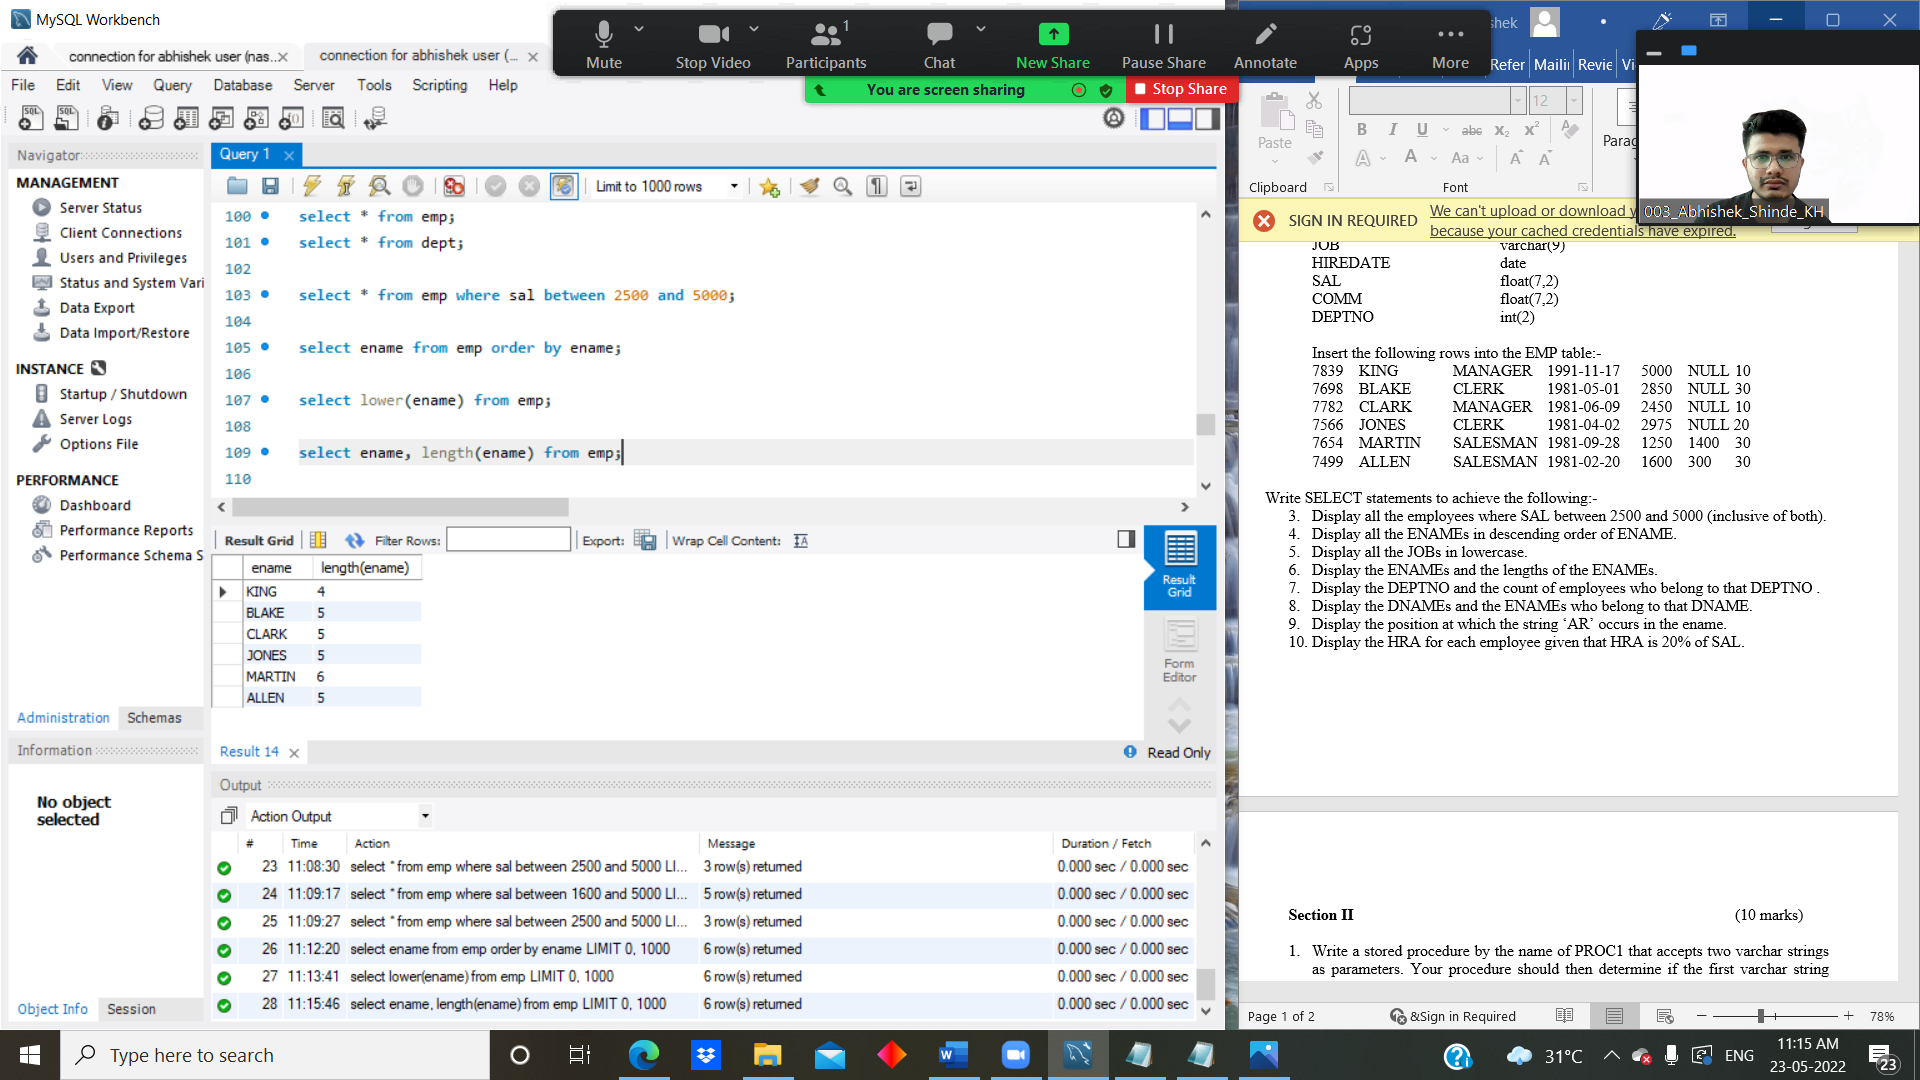 MySQL Workbench
connection for abhishek user (nas...
connection for abhishek user (...
File Edit View Query Database Server Tools Scripting Help
Mute
Stop Video
1
Participants
Chat
New Share
Pause Share
Annotate
Apps
More
You are screen sharing
Stop Share
Navigator
MANAGEMENT
Server Status
Client Connections
Users and Privileges
Status and System Vari
Data Export
Data Import/Restore
INSTANCE
Startup / Shutdown
Server Logs
Options File
PERFORMANCE
Dashboard
Performance Reports
Performance Schema S
Administration Schemas
Information
No object
selected
Object Info Session
Query 1
Limit to 1000 rows
100 select * from emp;
101 select * from dept;
102
103 select * from emp where sal between 2500 and 5000;
104
105 select ename from emp order by ename;
106
107 select lower(ename) from emp;
108
109 select ename, length(ename) from emp;
110
Result Grid Filter Rows: Export: Wrap Cell Content:
ename length(ename)
KING 4
BLAKE 5
CLARK 5
JONES 5
MARTIN 6
ALLEN 5
Result
Grid
Form
Editor
Result 14
Read Only
Output
Action Output
# Time Action Message Duration / Fetch
23 11:08:30 select * from emp where sal between 2500 and 5000 LI... 3 row(s) returned 0.000 sec / 0.000 sec
24 11:09:17 select * from emp where sal between 1600 and 5000 LI... 5 row(s) returned 0.000 sec / 0.000 sec
25 11:09:27 select * from emp where sal between 2500 and 5000 LI... 3 row(s) returned 0.000 sec / 0.000 sec
26 11:12:20 select ename from emp order by ename LIMIT 0, 1000 6 row(s) returned 0.000 sec / 0.000 sec
27 11:13:41 select lower(ename) from emp LIMIT 0, 1000 6 row(s) returned 0.000 sec / 0.000 sec
28 11:15:46 select ename, length(ename) from emp LIMIT 0, 1000 6 row(s) returned 0.000 sec / 0.000 sec
hek
Refer Mailin Revie Vi
12
Paste
B I U abc x₂ x²
A A Aa A A
Parag
Clipboard Font
003_Abhishek_Shinde_KH
SIGN IN REQUIRED We can't upload or download y
because your cached credentials have expired.
JOB varchar(9)
HIREDATE date
SAL float(7,2)
COMM float(7,2)
DEPTNO int(2)
Insert the following rows into the EMP table:-
7839 KING MANAGER 1991-11-17 5000 NULL 10
7698 BLAKE CLERK 1981-05-01 2850 NULL 30
7782 CLARK MANAGER 1981-06-09 2450 NULL 10
7566 JONES CLERK 1981-04-02 2975 NULL 20
7654 MARTIN SALESMAN 1981-09-28 1250 1400 30
7499 ALLEN SALESMAN 1981-02-20 1600 300 30
Write SELECT statements to achieve the following:-
3. Display all the employees where SAL between 2500 and 5000 (inclusive of both).
4. Display all the ENAMEs in descending order of ENAME.
5. Display all the JOBs in lowercase.
6. Display the ENAMEs and the lengths of the ENAMEs.
7. Display the DEPTNO and the count of employees who belong to that DEPTNO .
8. Display the DNAMEs and the ENAMEs who belong to that DNAME.
9. Display the position at which the string ‘AR’ occurs in the ename.
10. Display the HRA for each employee given that HRA is 20% of SAL.
Section II (10 marks)
1. Write a stored procedure by the name of PROC1 that accepts two varchar strings
as parameters. Your procedure should then determine if the first varchar string
Page 1 of 2 &Sign in Required 78%
Type here to search
31°C ENG
11:15 AM
23-05-2022
23